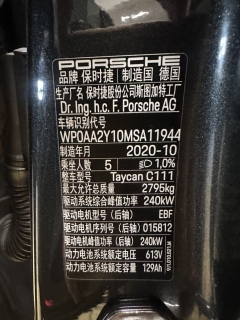 PORSCHE
品牌 保时捷 制造国 德国
生产厂名 保时捷股份公司斯图加特工厂
Dr. Ing. h.c. F. Porsche AG
车辆识别代号
WP0AA2Y10MSA11944
制造年月 2020-10
乘坐人数 5 1,0%
整车型号 Taycan C111
最大允许总质量 2795kg
驱动系统综合峰值功率 240kW
驱动电机型号(后轴) EBF
驱动电机序列号(后轴) 015812
驱动电机峰值功率(后轴) 240kW
动力电池系统额定电压 613V
动力电池系统额定容量 129Ah